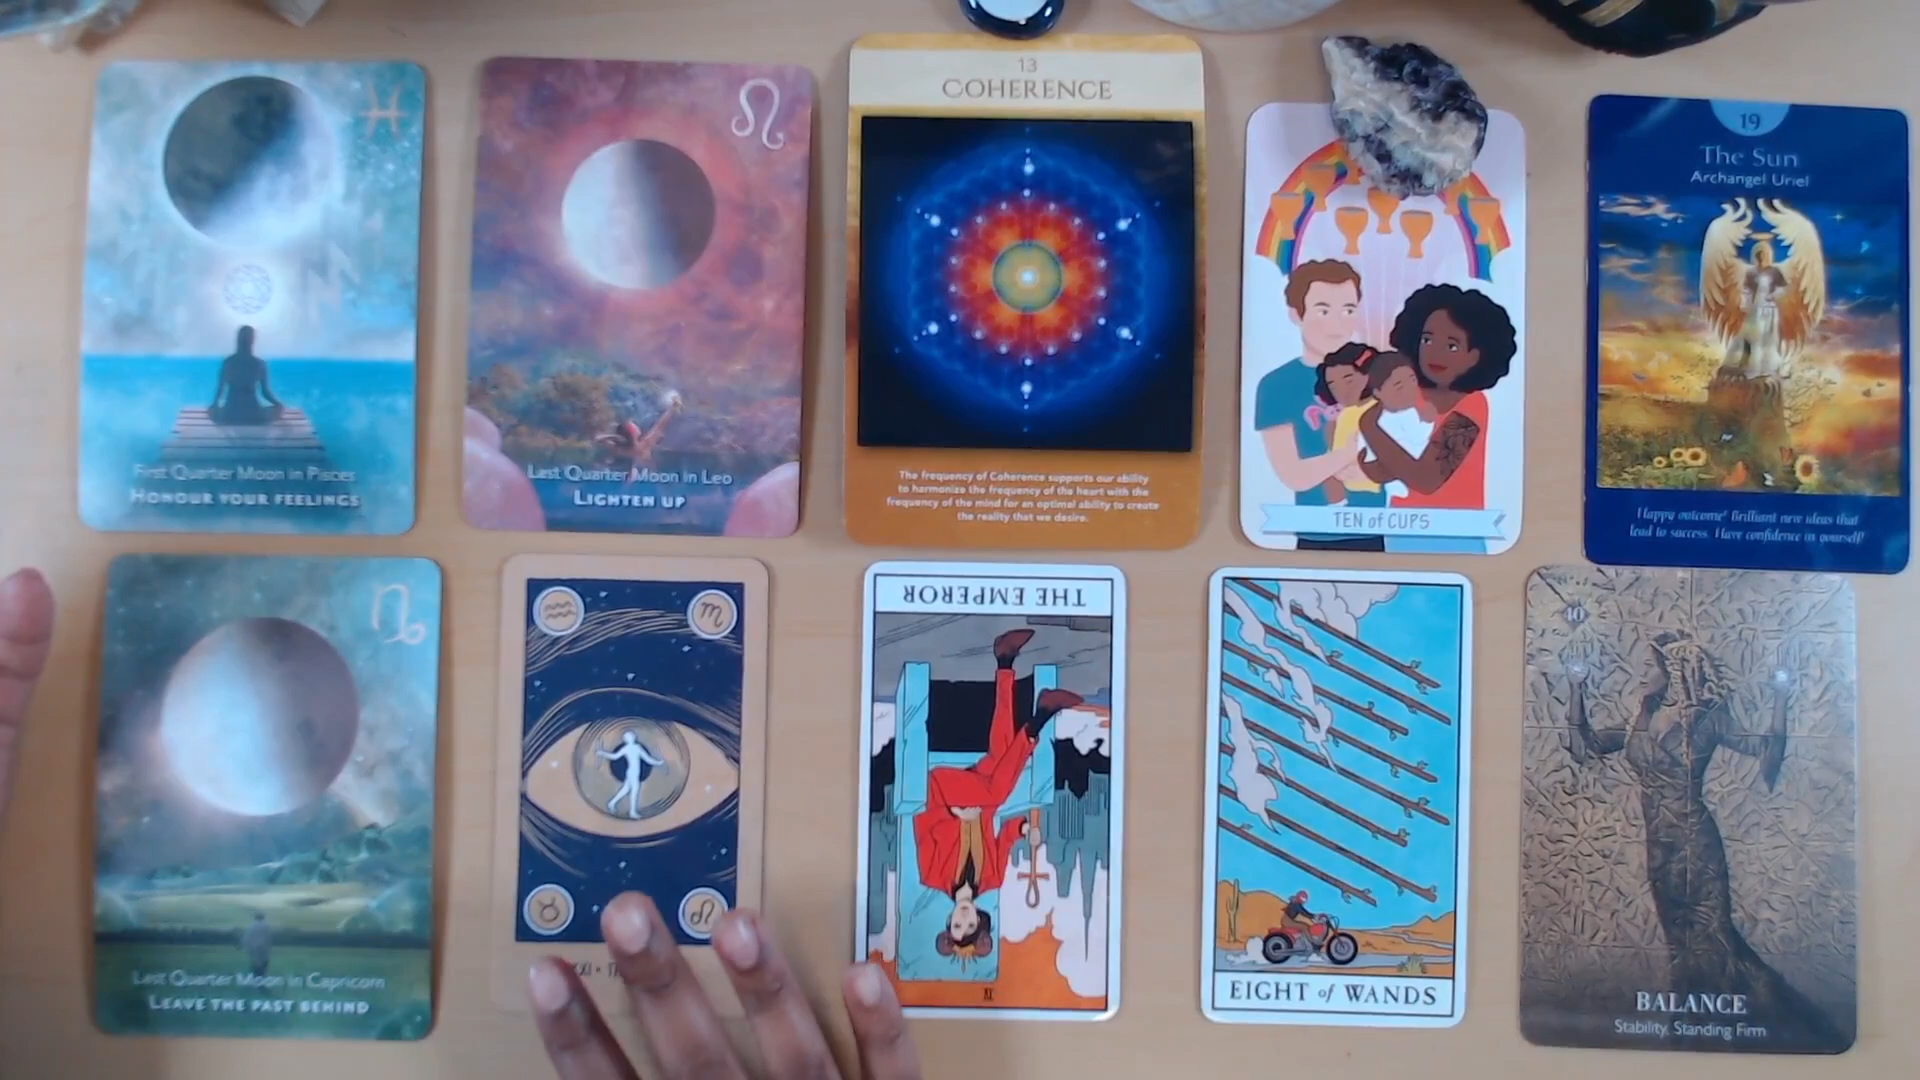 First Quarter Moon in Pisces
HONOUR YOUR FEELINGS
Last Quarter Moon in Leo
LIGHTEN UP
13
COHERENCE
The frequency of Coherence supports our ability
to harmonize the frequency of the heart with the
frequency of the mind for an optimal ability to create
the reality that we desire.
TEN of CUPS
19
The Sun
Archangel Uriel
Happy outcome! Brilliant new ideas that
lead to success. Have confidence in yourself!
Last Quarter Moon in Capricorn
LEAVE THE PAST BEHIND
THE EMPEROR
EIGHT of WANDS
40
BALANCE
Stability, Standing Firm